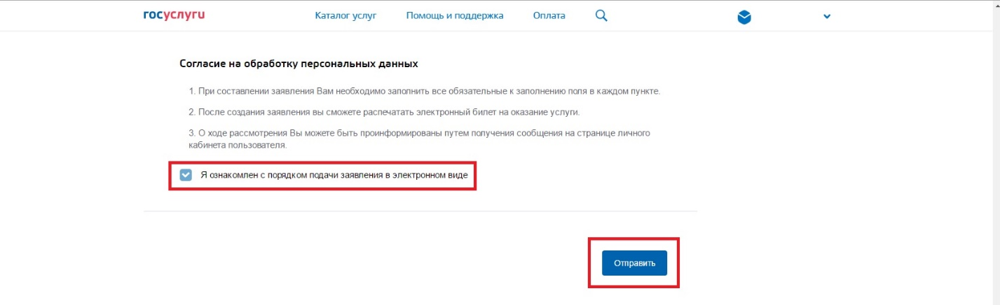 госуслуги Каталог услуг Помощь и поддержка Оплата
Согласие на обработку персональных данных
1. При составлении заявления Вам необходимо заполнить все обязательные к заполнению поля в каждом пункте.
2. После создания заявления вы сможете распечатать электронный билет на оказание услуги.
3. О ходе рассмотрения Вы можете быть проинформированы путем получения сообщения на странице личного
кабинета пользователя.
Я ознакомлен с порядком подачи заявления в электронном виде
Отправить